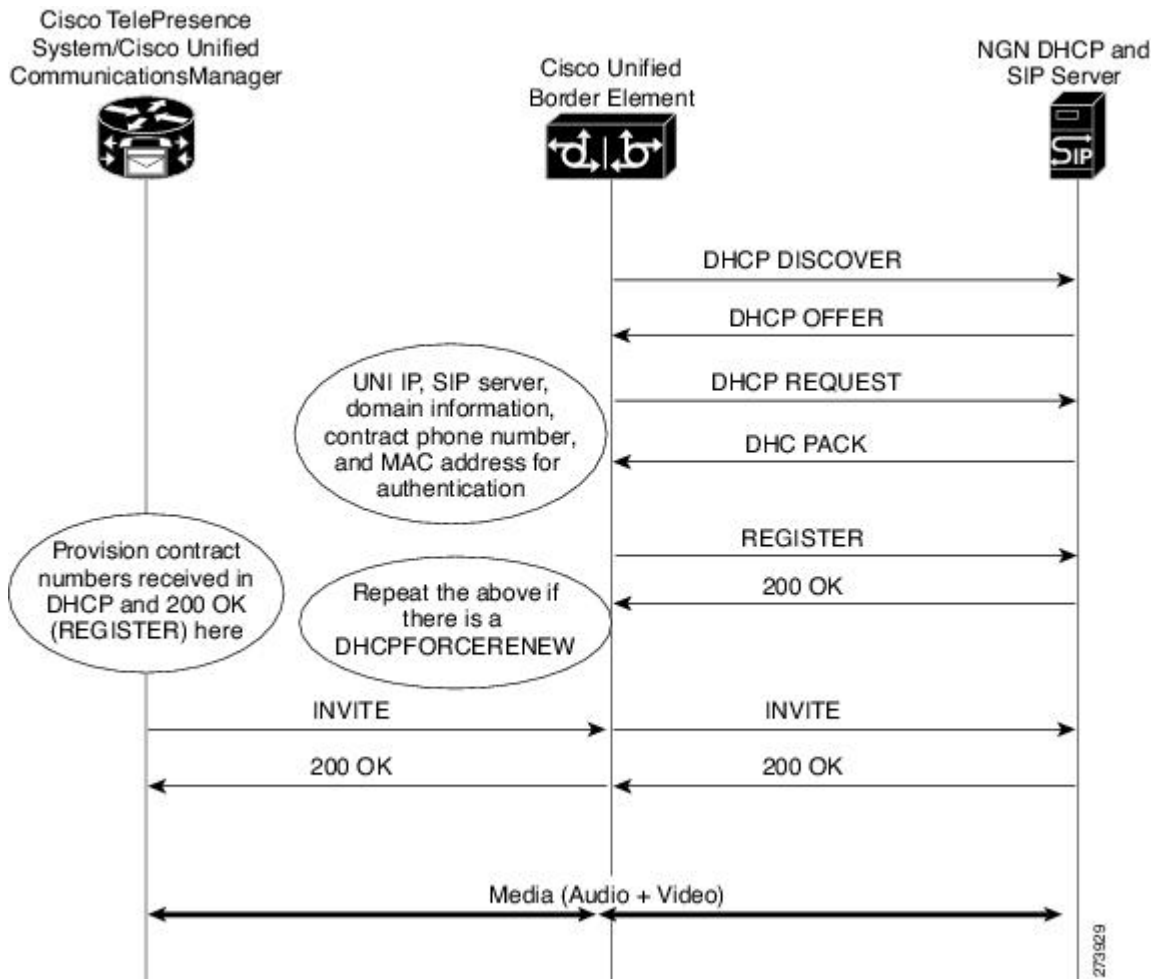 Cisco TelePresence
System/Cisco Unified
CommunicationsManager
Cisco Unified
Border Element
NGN DHCP and
SIP Server
SIP
DHCP DISCOVER
DHCP OFFER
UNI IP, SIP server,
domain information,
contract phone number,
and MAC address for
authentication
DHCP REQUEST
DHC PACK
REGISTER
200 OK
Provision contract
numbers received in
DHCP and 200 OK
(REGISTER) here
Repeat the above if
there is a
DHCPFORCERENEW
INVITE
INVITE
200 OK
200 OK
Media (Audio + Video)
273929